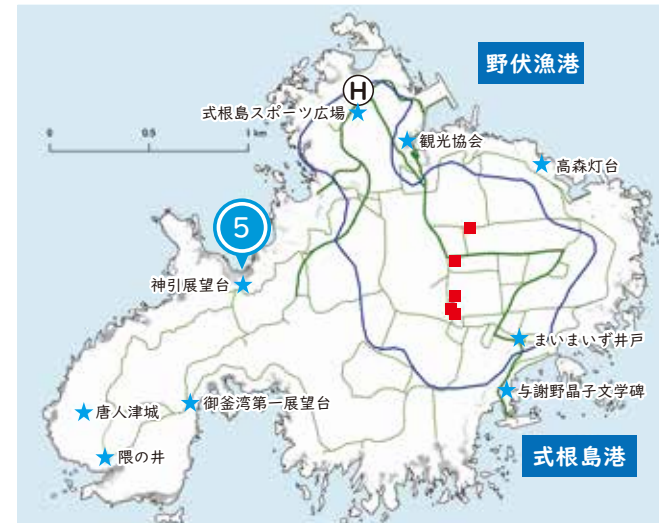 野伏漁港
H
式根島スポーツ広場
0 0.5 1 km
観光協会
高森灯台
5
神引展望台
まいまいず井戸
与謝野晶子文学碑
御釜湾第一展望台
唐人津城
隈の井
式根島港